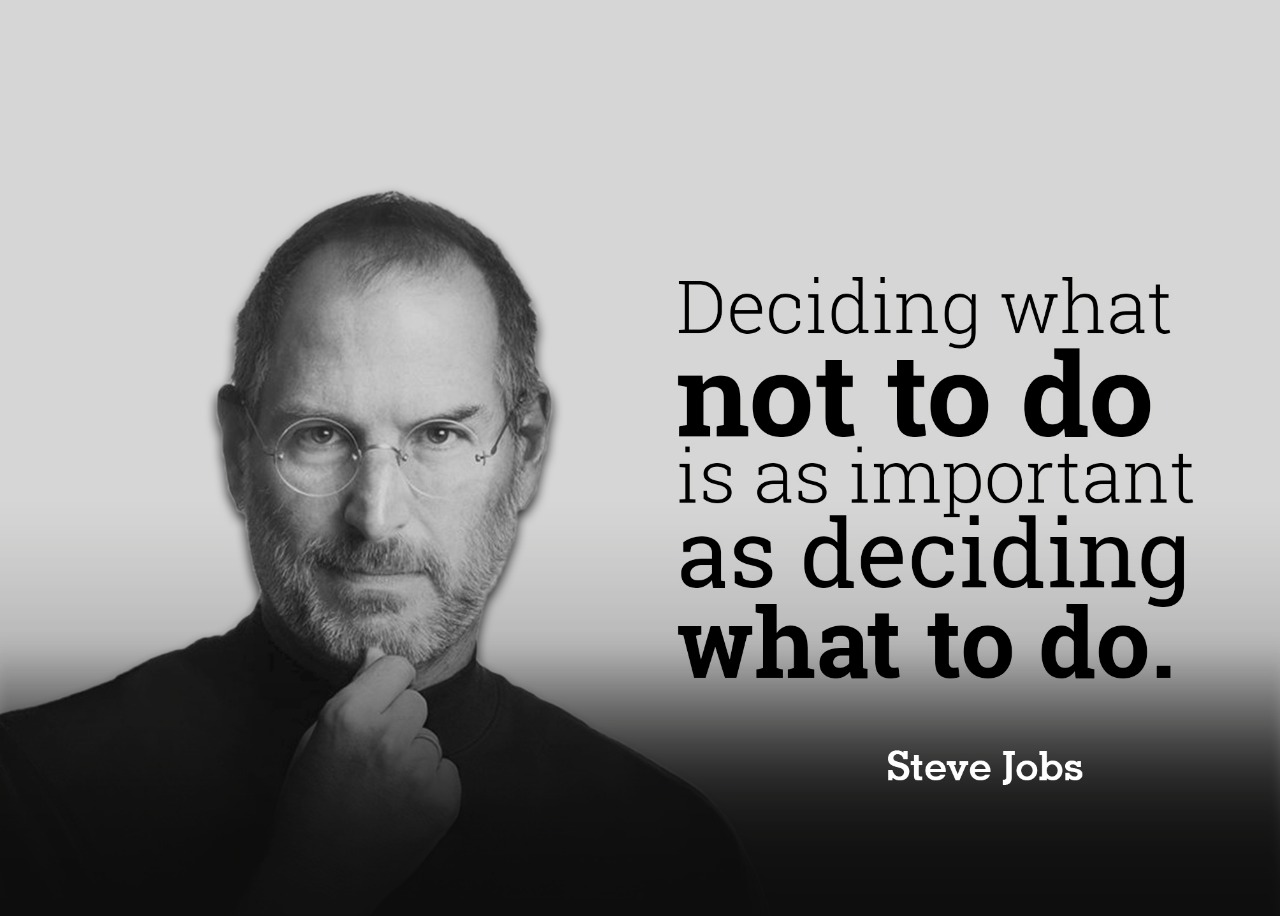 Deciding what
not to do
is as important
as deciding
what to do.
Steve Jobs